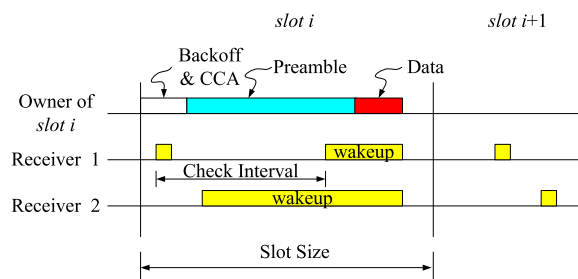 slot i
slot i+1
Backoff
& CCA
Preamble
Data
Owner of
slot i
Receiver 1
wakeup
Check Interval
Receiver 2
wakeup
Slot Size